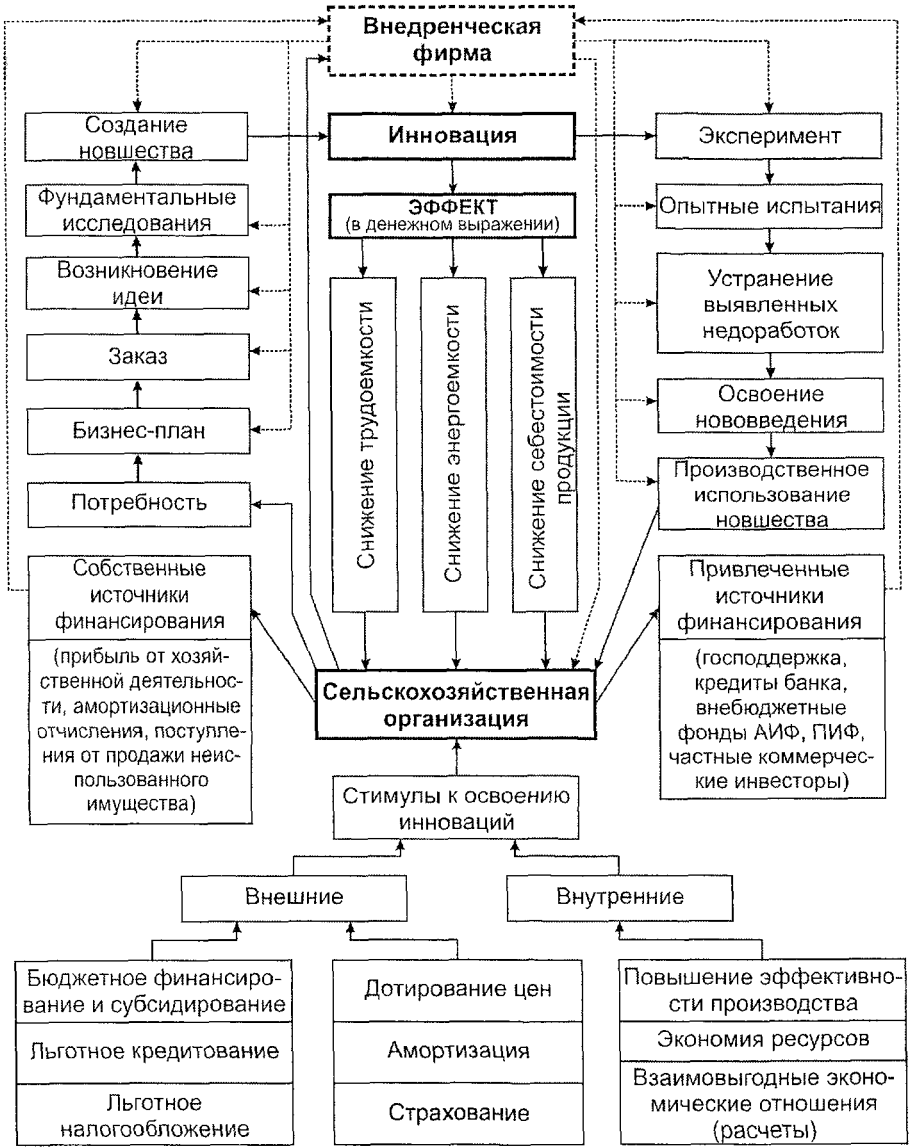 Внедренческая
фирма
Создание
новшества
Фундаментальные
исследования
Возникновение
идеи
Заказ
Бизнес-план
Потребность
Собственные
источники
финансирования
(прибыль от хозяй-
ственной деятельнос-
ти, амортизационные
отчисления, поступле-
ния от продажи неис-
пользованного
имущества)
Инновация
ЭФФЕКТ
(в денежном выражении)
Снижение трудоемкости
Снижение энергоемкости
Снижение себестоимости
продукции
Сельскохозяйственная
организация
Эксперимент
Опытные испытания
Устранение
выявленных
недоработок
Освоение
нововведения
Производственное
использование
новшества
Привлеченные
источники
финансирования
(господдержка,
кредиты банка,
внебюджетные
фонды АИФ, ПИФ,
частные коммерчес-
кие инвесторы)
Стимулы к освоению
инноваций
Внешние
Внутренние
Бюджетное финансиро-
вание и субсидирование
Льготное кредитование
Льготное
налогообложение
Дотирование цен
Амортизация
Страхование
Повышение эффективно-
сти производства
Экономия ресурсов
Взаимовыгодные эконо-
мические отношения
(расчеты)